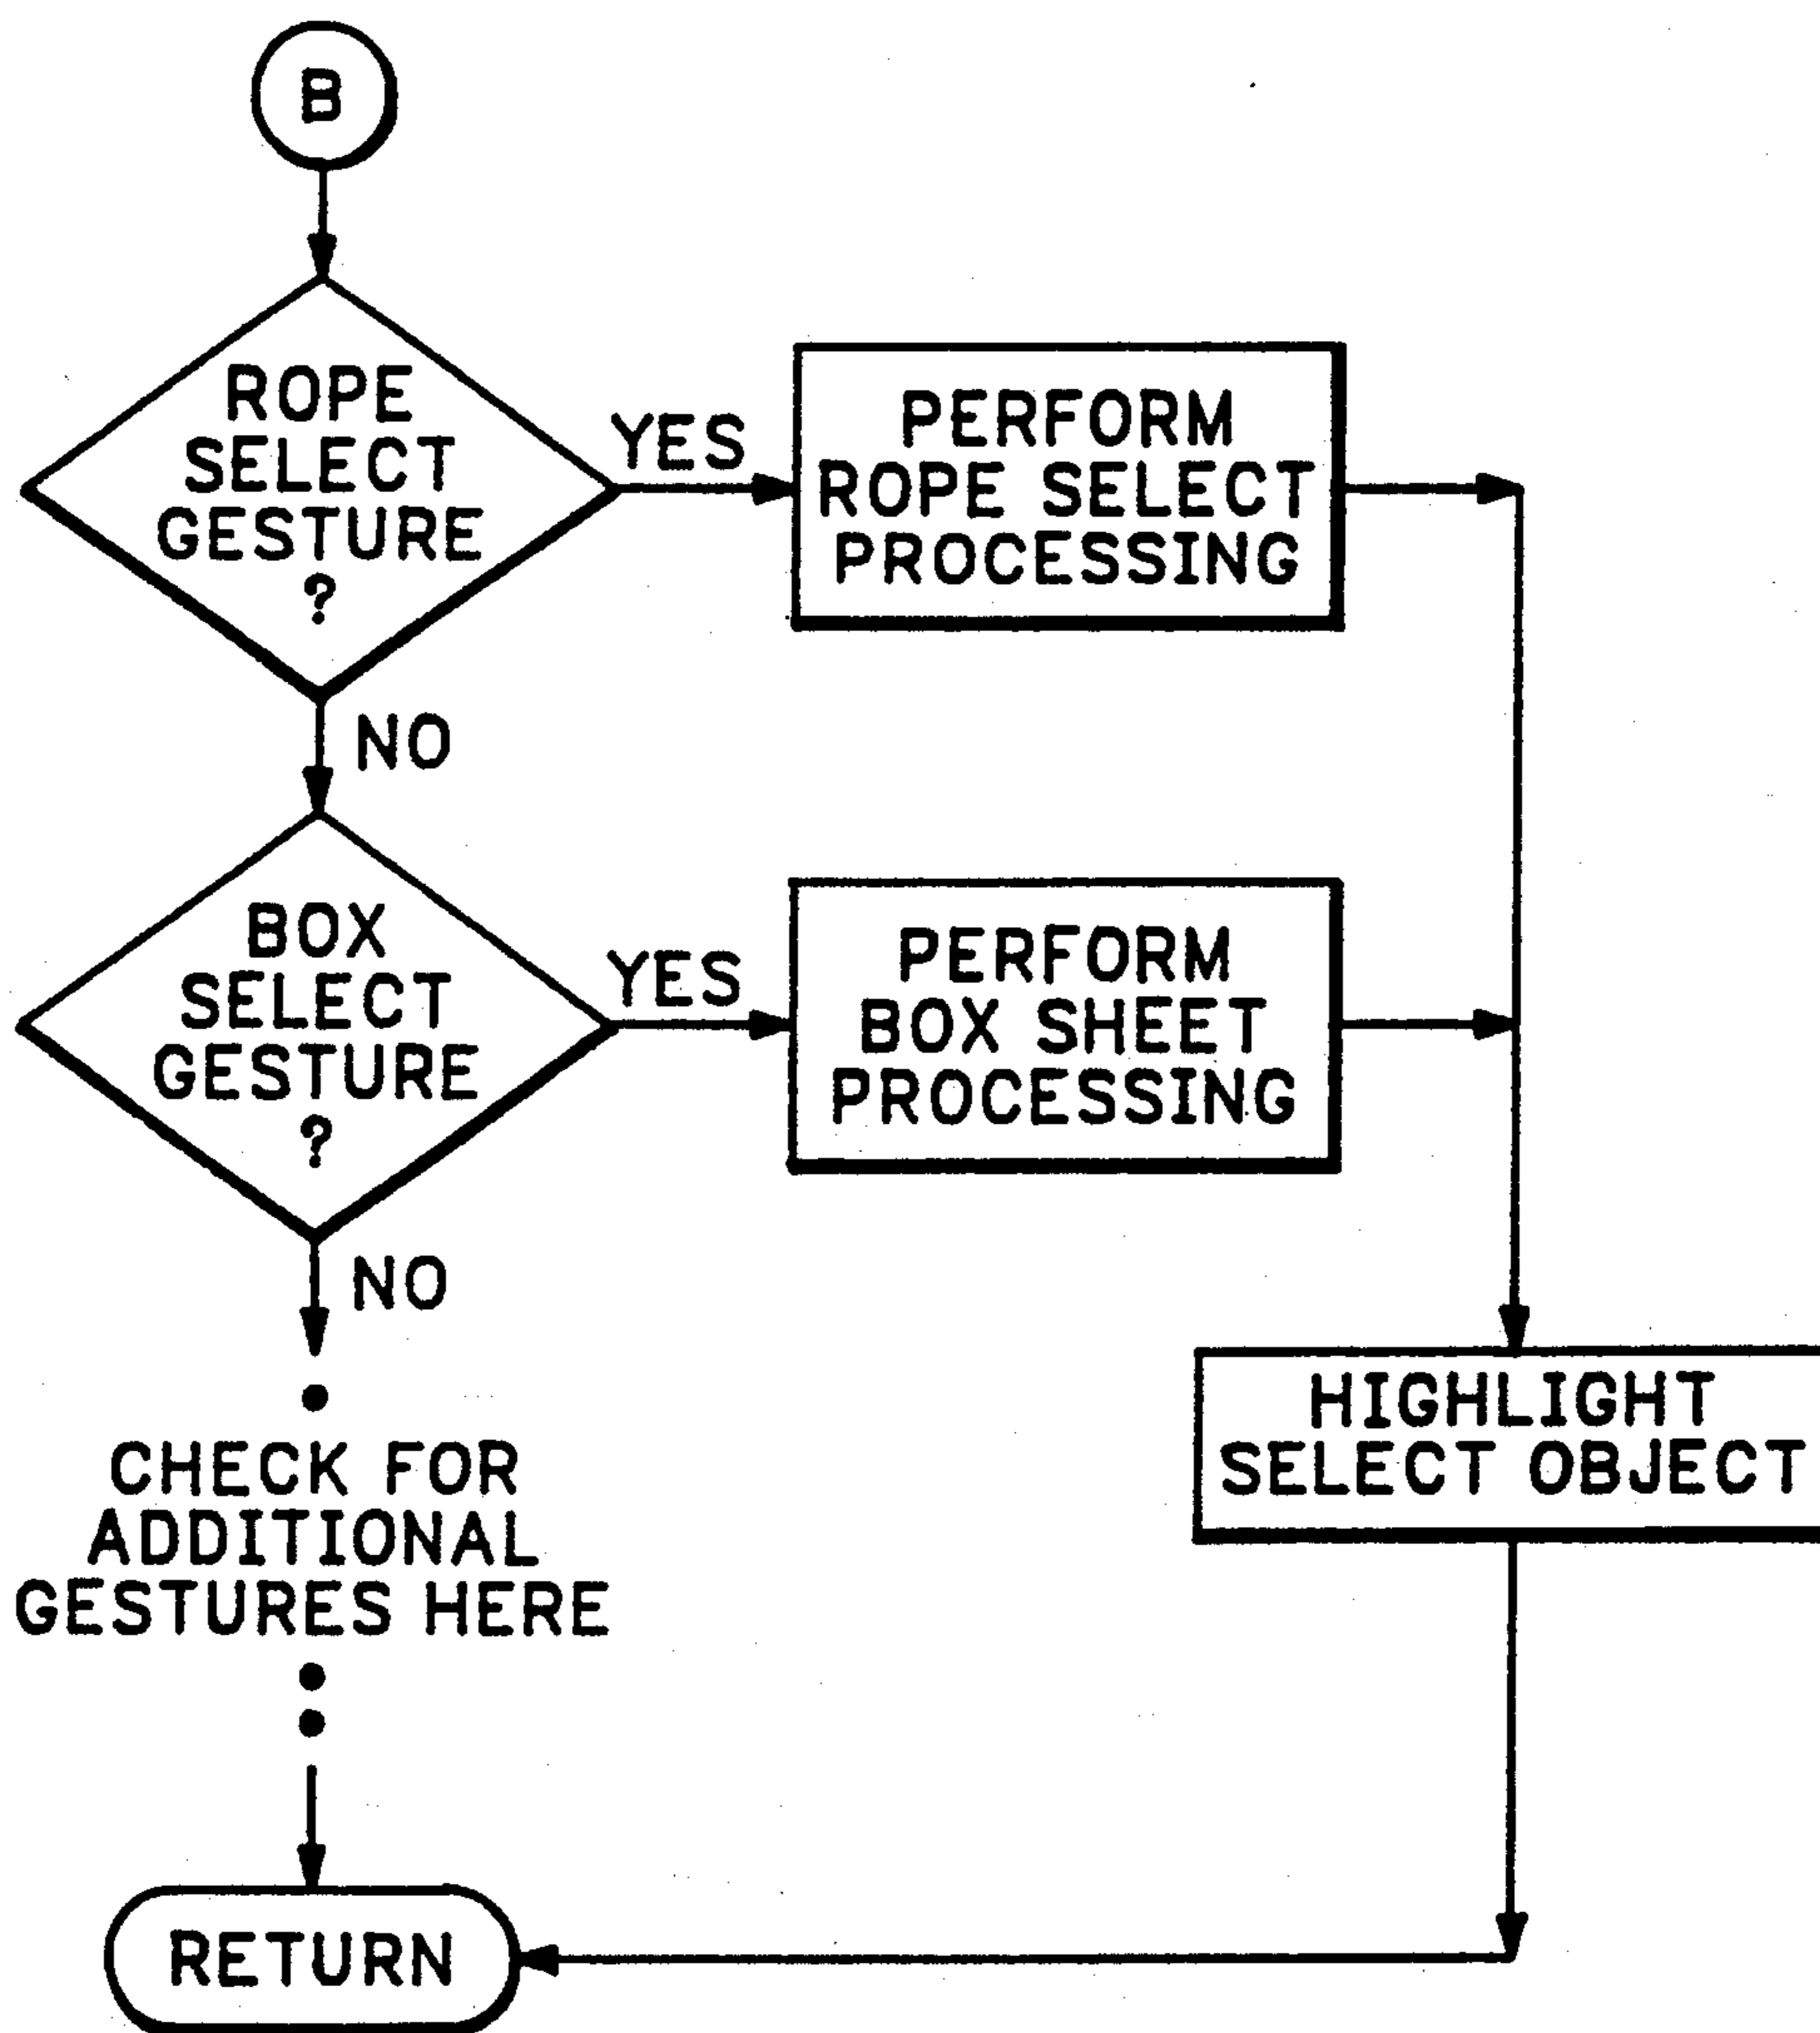 B
ROPE
SELECT
GESTURE
?
YES
PERFORM
ROPE SELECT
PROCESSING
NO
BOX
SELECT
GESTURE
?
YES
PERFORM
BOX SHEET
PROCESSING
NO
CHECK FOR
ADDITIONAL
GESTURES HERE
HIGHLIGHT
SELECT OBJECT
RETURN